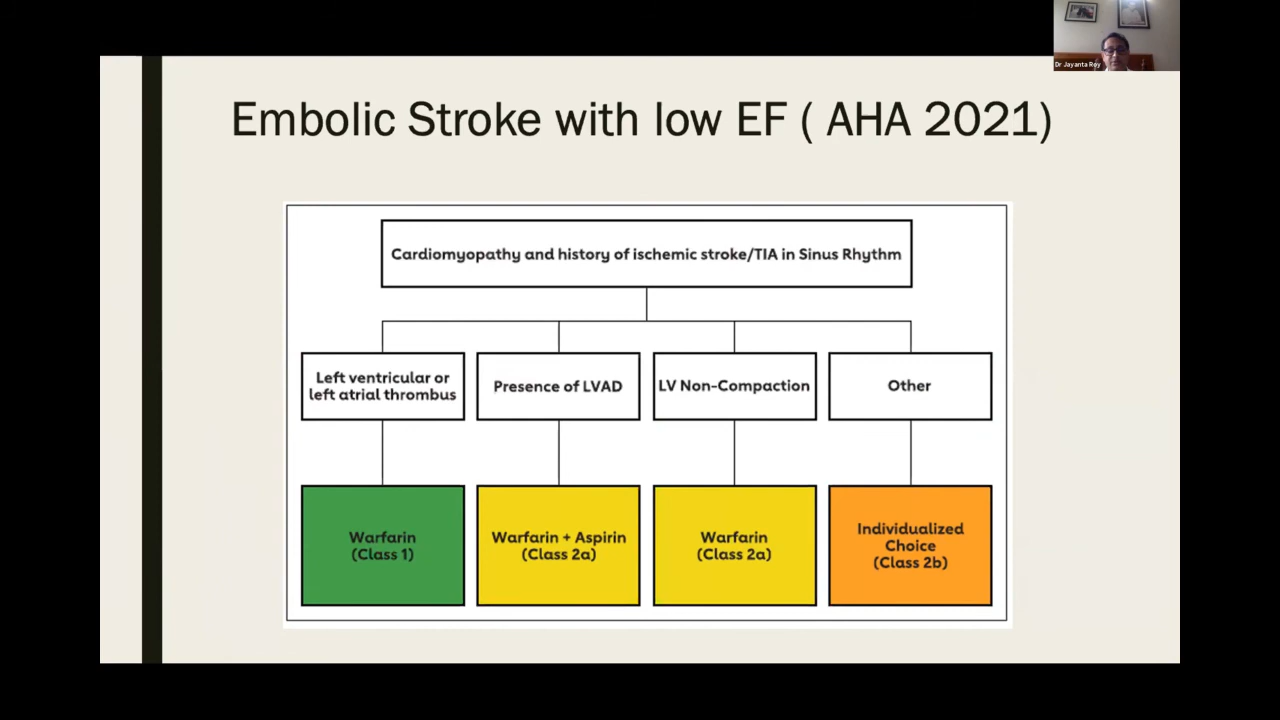 Dr Jayanta Roy
Embolic Stroke with low EF ( AHA 2021)
Cardiomyopathy and history of ischemic stroke/TIA in Sinus Rhythm
Left ventricular or
left atrial thrombus
Presence of LVAD
LV Non-Compaction
Other
Warfarin
(Class 1)
Warfarin + Aspirin
(Class 2a)
Warfarin
(Class 2a)
Individualized
Choice
(Class 2b)